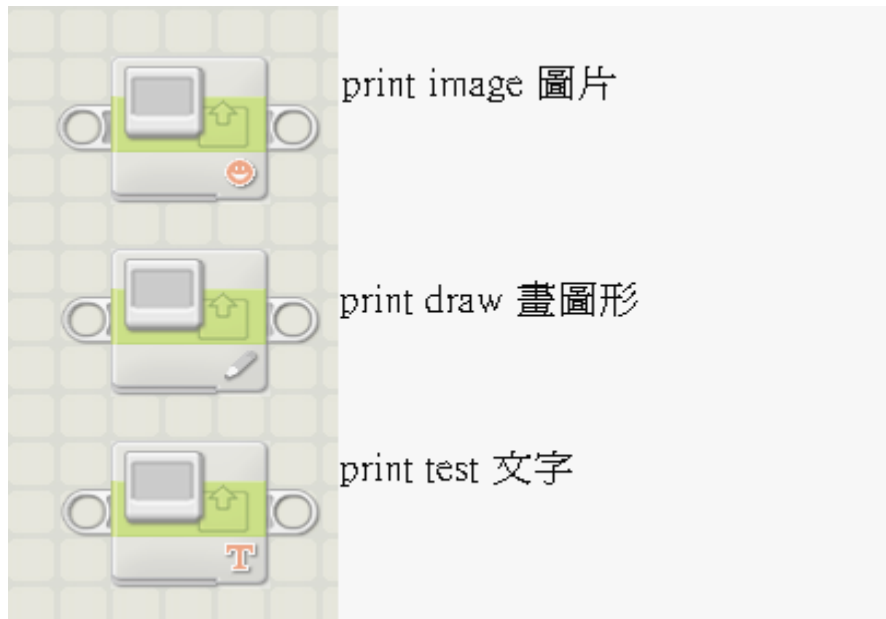 print image 圖片
print draw 畫圖形
T
print test 文字